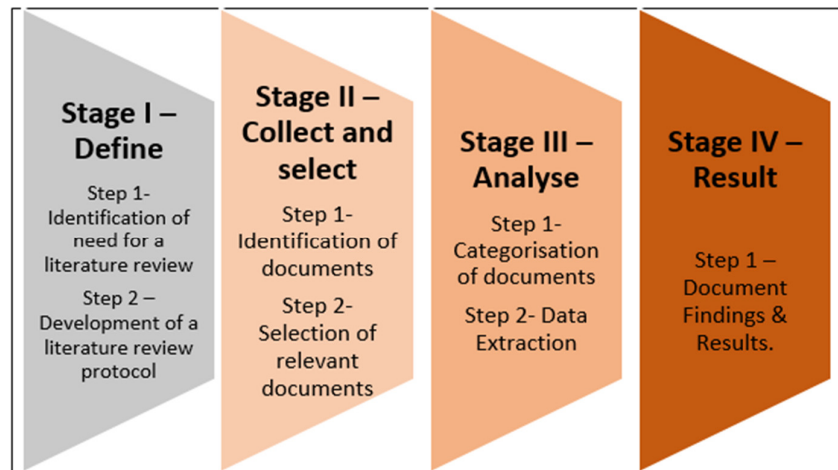 Stage I –
Define
Step 1-
Identification of
need for a
literature review
Step 2 –
Development of a
literature review
protocol
Stage II –
Collect and
select
Step 1-
Identification of
documents
Step 2-
Selection of
relevant
documents
Stage III –
Analyse
Step 1-
Categorisation
of documents
Step 2- Data
Extraction
Stage IV –
Result
Step 1 –
Document
Findings &
Results.